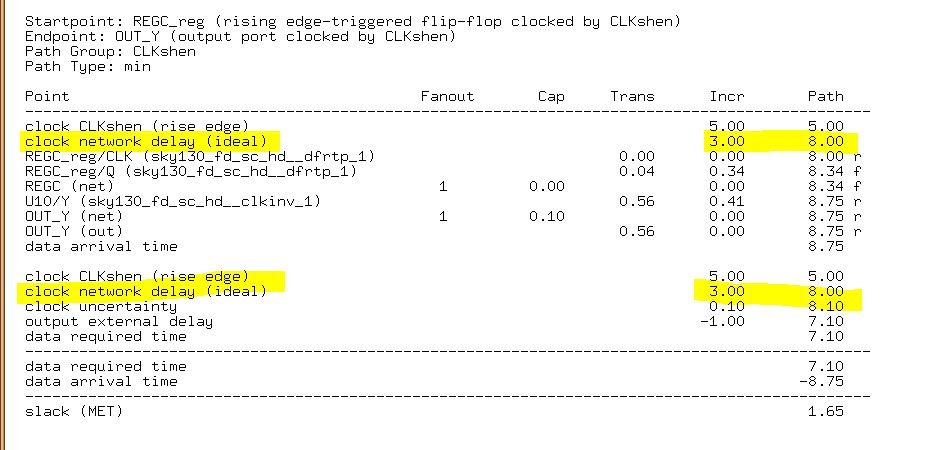 Startpoint: REGC_reg (rising edge-triggered flip-flop clocked by CLKshen)
Endpoint: OUT_Y (output port clocked by CLKshen)
Path Group: CLKshen
Path Type: min
Point Fanout Cap Trans Incr Path
clock CLKshen (rise edge) 5.00 5.00
clock network delay (ideal) 3.00 8.00
REGC_reg/CLK (sky130_fd_sc_hd__dfrtp_1) 0.00 0.00 8.00 r
REGC_reg/Q (sky130_fd_sc_hd__dfrtp_1) 0.04 0.34 8.34 f
REGC (net) 1 0.00 0.00 8.34 f
U10/Y (sky130_fd_sc_hd__clkinv_1) 0.56 0.41 8.75 r
OUT_Y (net) 1 0.10 0.00 8.75 r
OUT_Y (out) 0.56 0.00 8.75 r
data arrival time 8.75
clock CLKshen (rise edge) 5.00 5.00
clock network delay (ideal) 3.00 8.00
clock uncertainty 0.10 8.10
output external delay -1.00 7.10
data required time 7.10
data required time 7.10
data arrival time -8.75
slack (MET) 1.65